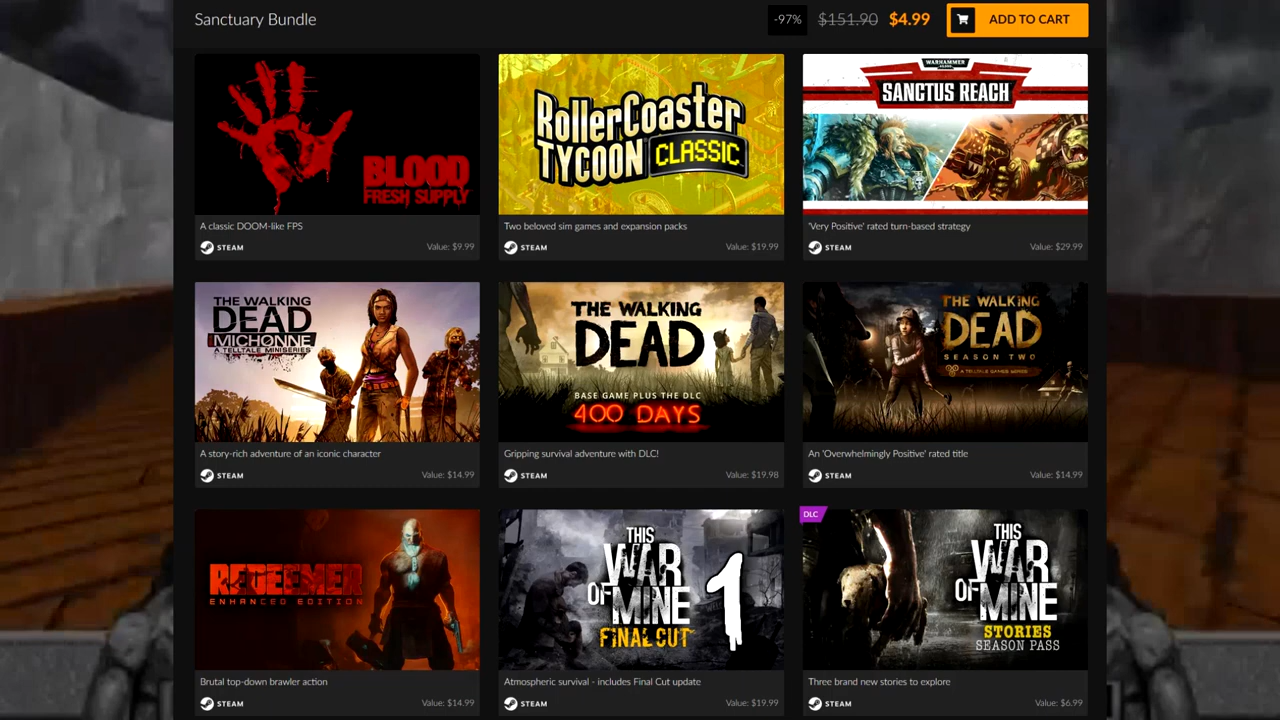 Sanctuary Bundle
-97% $151.90 $4.99 ADD TO CART
BLOOD
FRESH SUPPLY
RollerCoaster
TYCOON CLASSIC
WARHAMMER
40,000
SANCTUS REACH
A classic DOOM-like FPS
STEAM Value: $9.99
Two beloved sim games and expansion packs
STEAM Value: $19.99
'Very Positive' rated turn-based strategy
STEAM Value: $29.99
THE WALKING
DEAD
MICHONNE
A TELLTALE MINISERIES
THE WALKING
DEAD
BASE GAME PLUS THE DLC
400 DAYS
THE WALKING
DEAD
SEASON TWO
A TELLTALE GAMES SERIES
A story-rich adventure of an iconic character
STEAM Value: $14.99
Gripping survival adventure with DLC!
STEAM Value: $19.98
An 'Overwhelmingly Positive' rated title
STEAM Value: $14.99
REDEEMER
ENHANCED EDITION
THIS
WAR
OF MINE
FINAL CUT
1
DLC
THIS
WAR
OF MINE
STORIES
SEASON PASS
Brutal top-down brawler action
STEAM Value: $14.99
Atmospheric survival - includes Final Cut update
STEAM Value: $19.99
Three brand new stories to explore
STEAM Value: $6.99